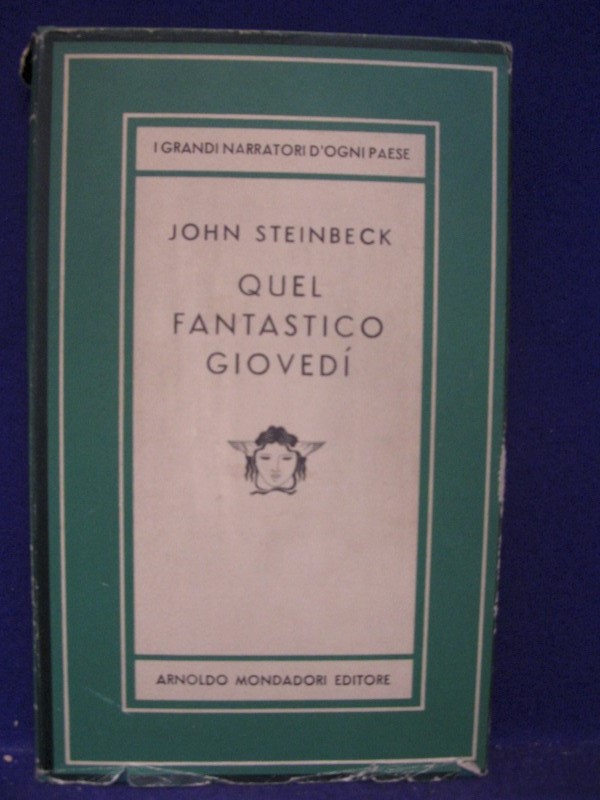 I GRANDI NARRATORI D'OGNI PAESE
JOHN STEINBECK
QUEL
FANTASTICO
GIOVEDÍ
ARNOLDO MONDADORI EDITORE